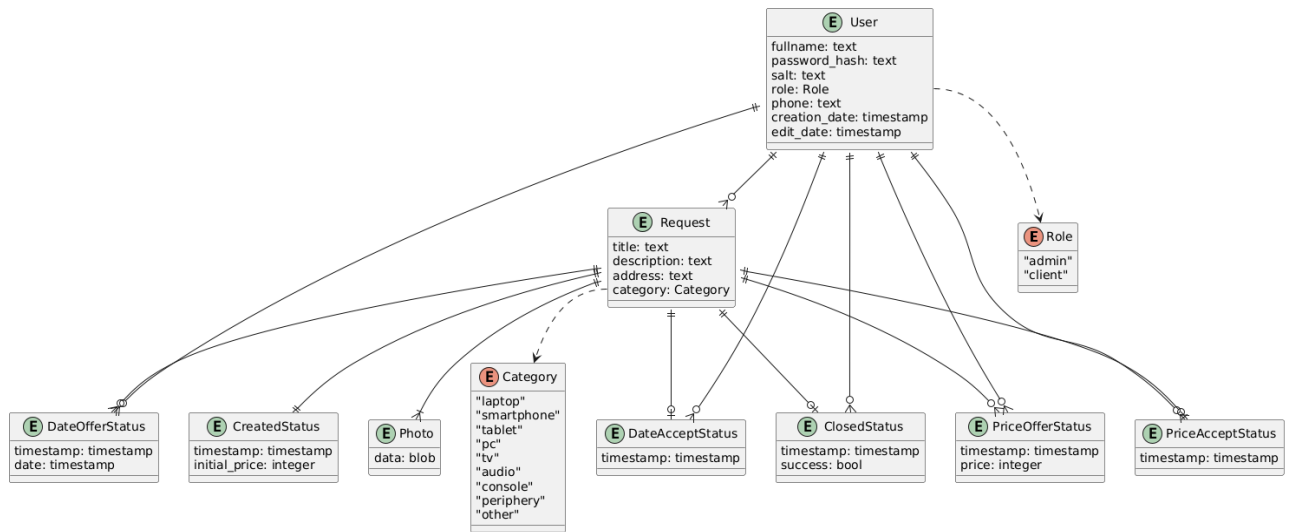 E User
fullname: text
password_hash: text
salt: text
role: Role
phone: text
creation_date: timestamp
edit_date: timestamp
E Request
title: text
description: text
address: text
category: Category
E Role
"admin"
"client"
E DateOfferStatus
timestamp: timestamp
date: timestamp
E CreatedStatus
timestamp: timestamp
initial_price: integer
E Photo
data: blob
E Category
"laptop"
"smartphone"
"tablet"
"pc"
"tv"
"audio"
"console"
"periphery"
"other"
E DateAcceptStatus
timestamp: timestamp
E ClosedStatus
timestamp: timestamp
success: bool
E PriceOfferStatus
timestamp: timestamp
price: integer
E PriceAcceptStatus
timestamp: timestamp